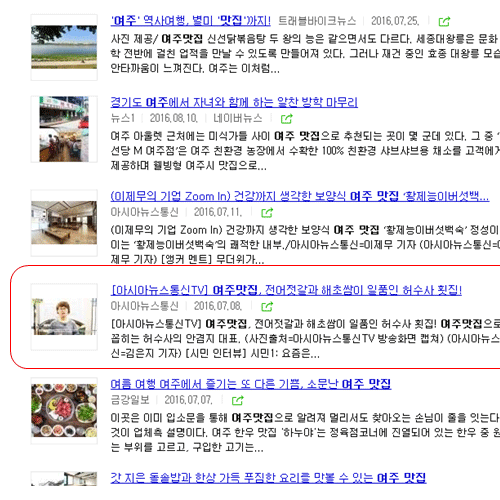 '여주' 역사여행, 별미 '맛집'까지! 트래블바이크뉴스 2016.07.25.
사진 제공/ 여주맛집 신선닭볶음탕 두 왕의 능은 같으면서도 다르다. 세종대왕릉은 문화
학 전반에 걸친 업적을 만날 수 있도록 만들어져 있다. 그러나 재건 중인 효종 대왕릉 모습
안타까움이 느껴진다. 여주는 이처럼...
경기도 여주에서 자녀와 함께 하는 알찬 방학 마무리
뉴스1 2016.08.10. 네이버뉴스
여주 아울렛 근처에는 미식가들 사이 여주 맛집으로 추천되는 곳이 몇 군데 있다. 그 중 '
선당 M 여주점'은 여주 친환경 농장에서 수확한 100% 친환경 샤브샤브용 채소를 고객에게
제공하며 웰빙형 여주시 맛집으로...
(이제무의 기업 Zoom In) 건강까지 생각한 보양식 여주 맛집 '황제능이버섯백...
아시아뉴스통신 2016.07.11.
(이제무의 기업 Zoom In) 건강까지 생각한 보양식 여주 맛집 '황제능이버섯백숙' 정성이
이는 '황제능이버섯백숙'의 쾌적한 내부./아시아뉴스통신=이제무 기자 (아시아뉴스통신=이
제무 기자) [앵커 멘트] 무더위가...
[아시아뉴스통신TV] 여주맛집, 전어젓갈과 해초쌈이 일품인 허수사 횟집!
아시아뉴스통신 2016.07.08.
[아시아뉴스통신TV] 여주맛집, 전어젓갈과 해초쌈이 일품인 허수사 횟집! 여주맛집으로
꼽히는 허수사의 안금지 대표. (사진출처=아시아뉴스통신TV 방송화면 캡쳐) (아시아뉴스
신=김은지 기자) [시민 인터뷰] 시민1: 요즘은...
여름 여행 여주에서 즐기는 또 다른 기쁨, 소문난 여주 맛집
금강일보 2016.07.07.
이곳은 이미 입소문을 통해 여주맛집으로 알려져 멀리서도 찾아오는 손님이 줄을 잇는다
것이 업체측 설명이다. 여주 한우 맛집 '하누야'는 정육점코너에 진열되어 있는 한우 중 원
는 부위를 고르고, 구입한 고기는...
갓 지은 돌솥밥과 한상 가득 푸짐한 요리를 맛볼 수 있는 여주 맛집